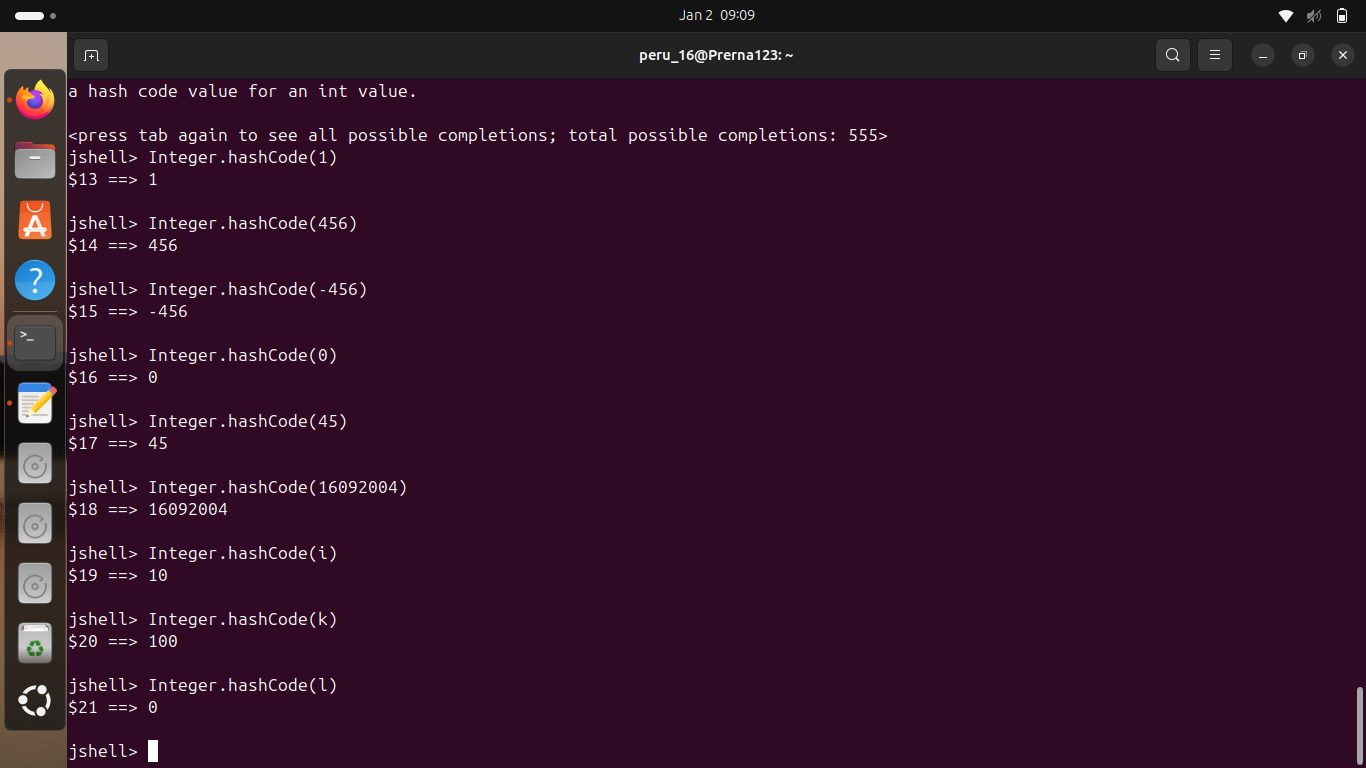 Jan 2 09:09
peru_16@Prerna123: ~
a hash code value for an int value.
<press tab again to see all possible completions; total possible completions: 555>
jshell> Integer.hashCode(1)
$13 ==> 1
jshell> Integer.hashCode(456)
$14 ==> 456
jshell> Integer.hashCode(-456)
$15 ==> -456
jshell> Integer.hashCode(0)
$16 ==> 0
jshell> Integer.hashCode(45)
$17 ==> 45
jshell> Integer.hashCode(16092004)
$18 ==> 16092004
jshell> Integer.hashCode(i)
$19 ==> 10
jshell> Integer.hashCode(k)
$20 ==> 100
jshell> Integer.hashCode(l)
$21 ==> 0
jshell>